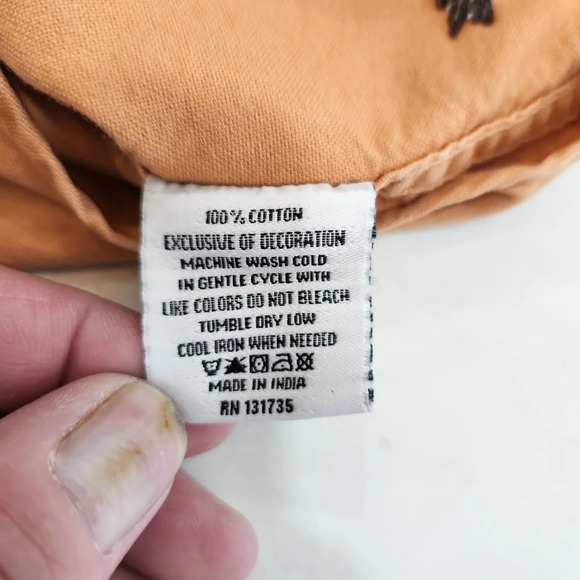 100% COTTON
EXCLUSIVE OF DECORATION
MACHINE WASH COLD
IN GENTLE CYCLE WITH
LIKE COLORS DO NOT BLEACH
TUMBLE DRY LOW
COOL IRON WHEN NEEDED
MADE IN INDIA
RN 131735